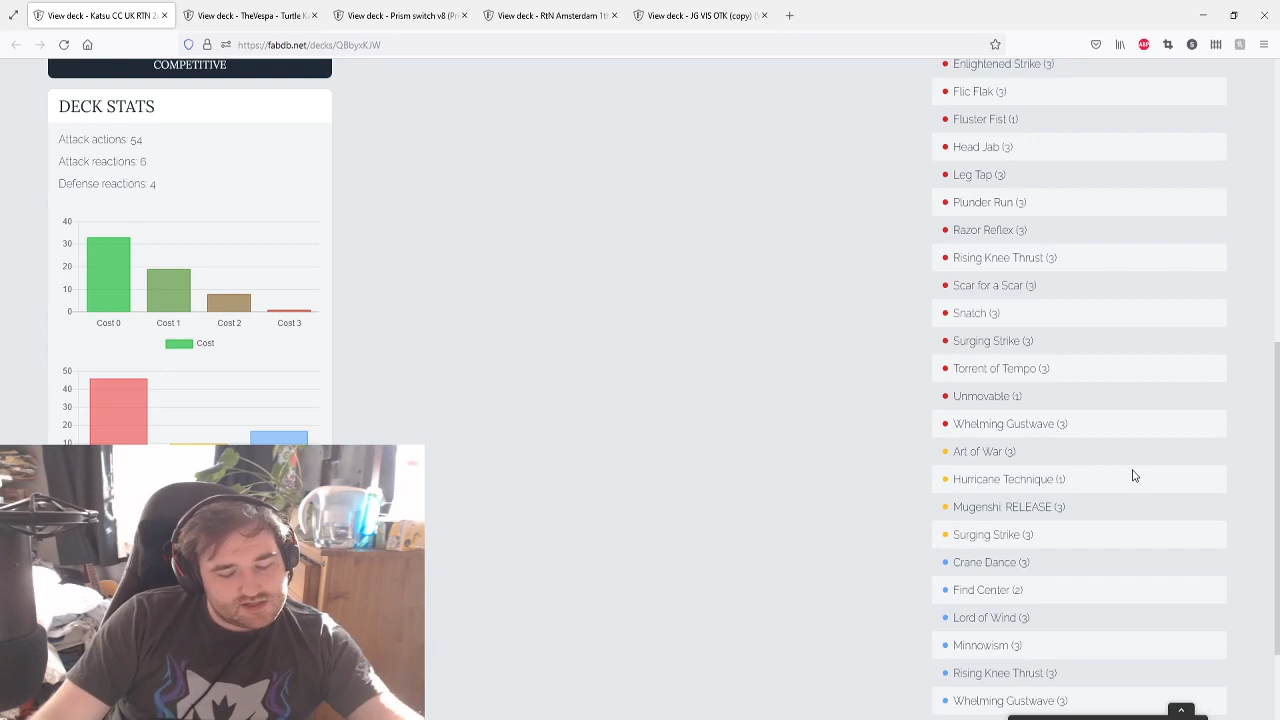 View deck - Katsu CC UK RTN 2
View deck - TheVespa - Turtle K
View deck - Prism switch v8 (Pri
View deck - RtN Amsterdam 1
View deck - JG VIS OTK (copy) (V
https://fabdb.net/decks/QBbyxKJW
ABP
S
COMPETITIVE
DECK STATS
Attack actions: 54
Attack reactions: 6
Defense reactions: 4
40
30
20
10
0
Cost 0 Cost 1 Cost 2 Cost 3
Cost
50
40
30
20
10
Enlightened Strike (3)
Flic Flak (3)
Fluster Fist (1)
Head Jab (3)
Leg Tap (3)
Plunder Run (3)
Razor Reflex (3)
Rising Knee Thrust (3)
Scar for a Scar (3)
Snatch (3)
Surging Strike (3)
Torrent of Tempo (3)
Unmovable (1)
Whelming Gustwave (3)
Art of War (3)
Hurricane Technique (1)
Mugenshi: RELEASE (3)
Surging Strike (3)
Crane Dance (3)
Find Center (2)
Lord of Wind (3)
Minnowism (3)
Rising Knee Thrust (3)
Whelming Gustwave (3)